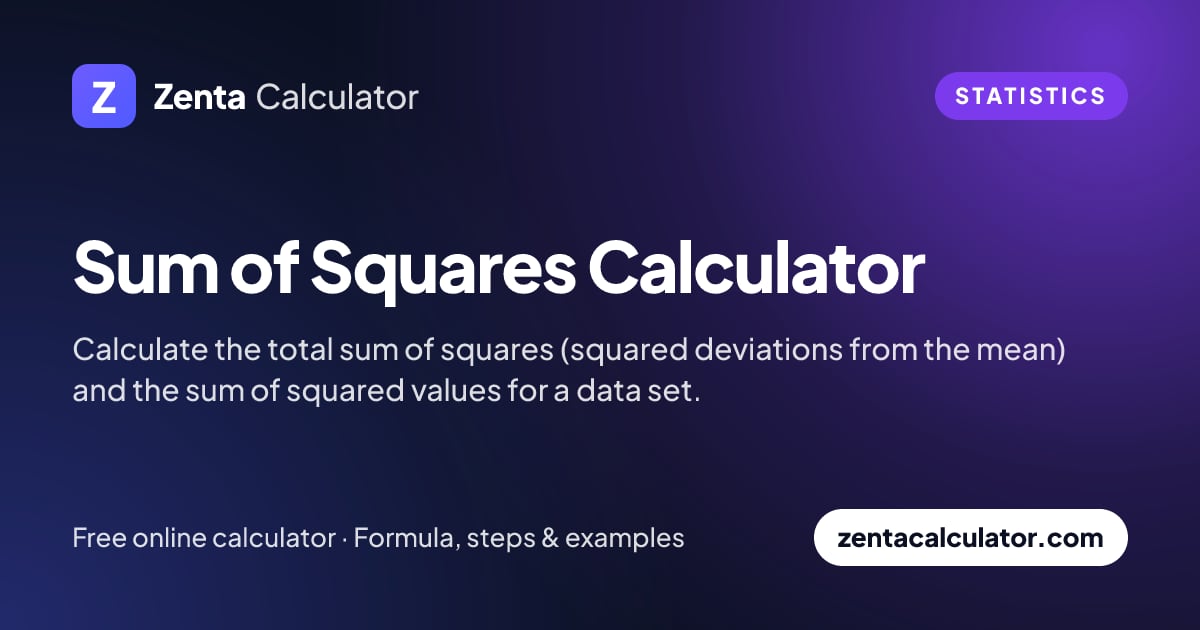 Z Zenta Calculator
STATISTICS
Sum of Squares Calculator
Calculate the total sum of squares (squared deviations from the mean)
and the sum of squared values for a data set.
Free online calculator · Formula, steps & examples
zentacalculator.com